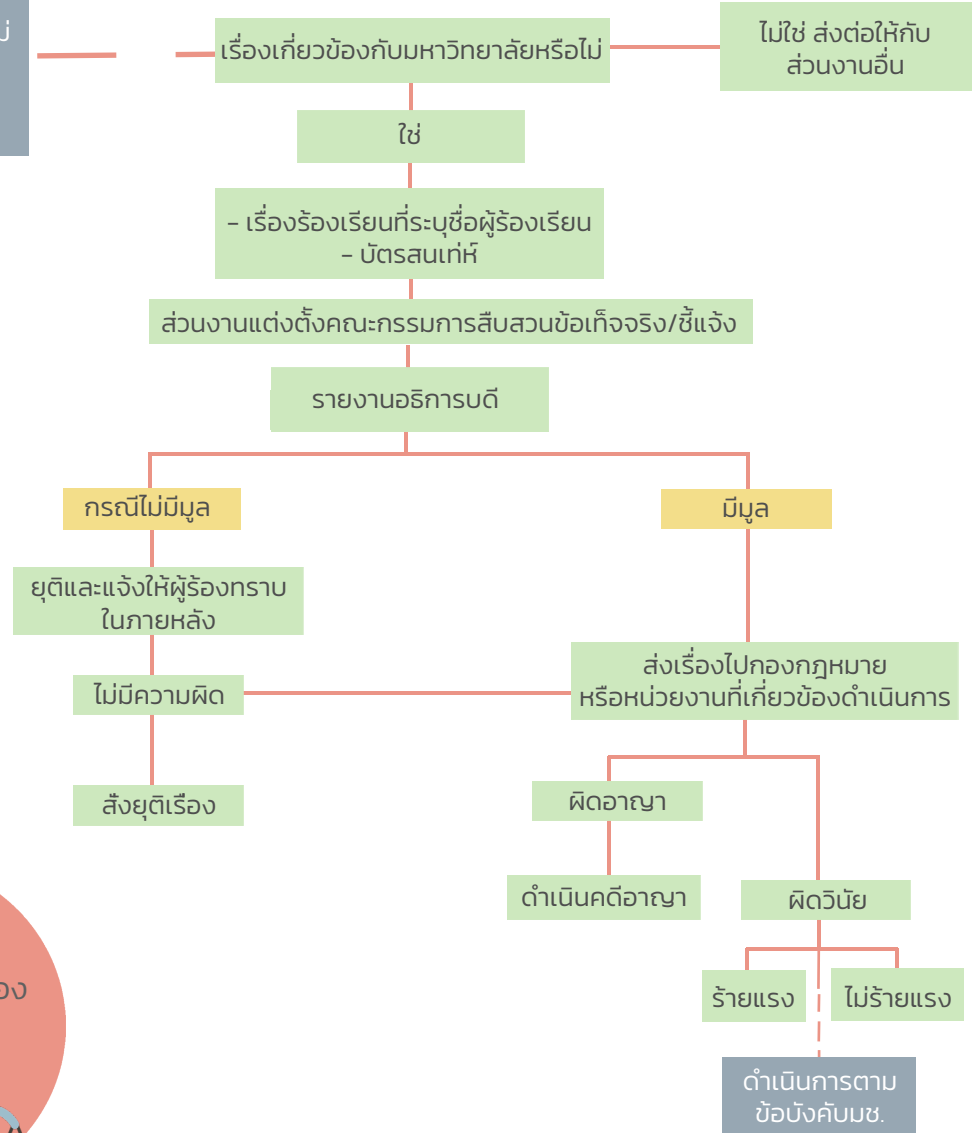 เรื่องเกี่ยวข้องกับมหาวิทยาลัยหรือไม่
ไม่ใช่ ส่งต่อให้กับ
ส่วนงานอื่น
ใช่
- เรื่องร้องเรียนที่ระบุชื่อผู้ร้องเรียน
- บัตรสนเท่ห์
ส่วนงานแต่งตั้งคณะกรรมการสืบสวนข้อเท็จจริง/ชี้แจ้ง
รายงานอธิการบดี
กรณีไม่มีมูล
มีมูล
ยุติและแจ้งให้ผู้ร้องทราบ
ในภายหลัง
ส่งเรื่องไปกองกฎหมาย
หรือหน่วยงานที่เกี่ยวข้องดำเนินการ
ไม่มีความผิด
สั่งยุติเรื่อง
ผิดอาญา
ดำเนินคดีอาญา
ผิดวินัย
ร้ายแรง
ไม่ร้ายแรง
ดำเนินการตาม
ข้อบังคับมช.